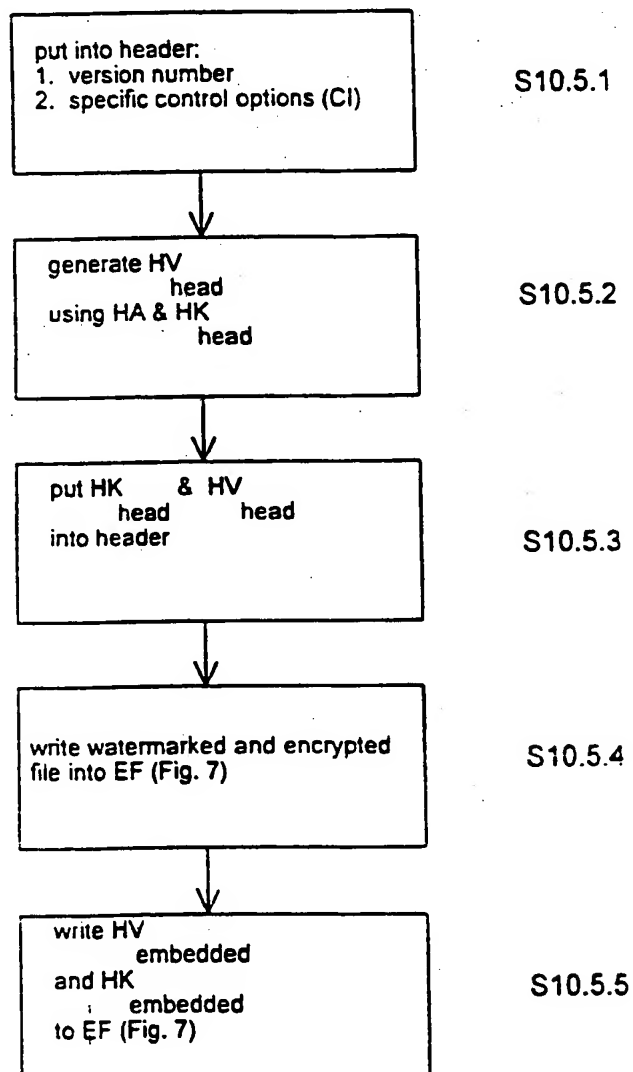 put into header:
1. version number
2. specific control options (CI)
S10.5.1
generate HV
head
using HA & HK
head
S10.5.2
put HK & HV
head head
into header
S10.5.3
write watermarked and encrypted
file into EF (Fig. 7)
S10.5.4
write HV
embedded
and HK
embedded
to EF (Fig. 7)
S10.5.5